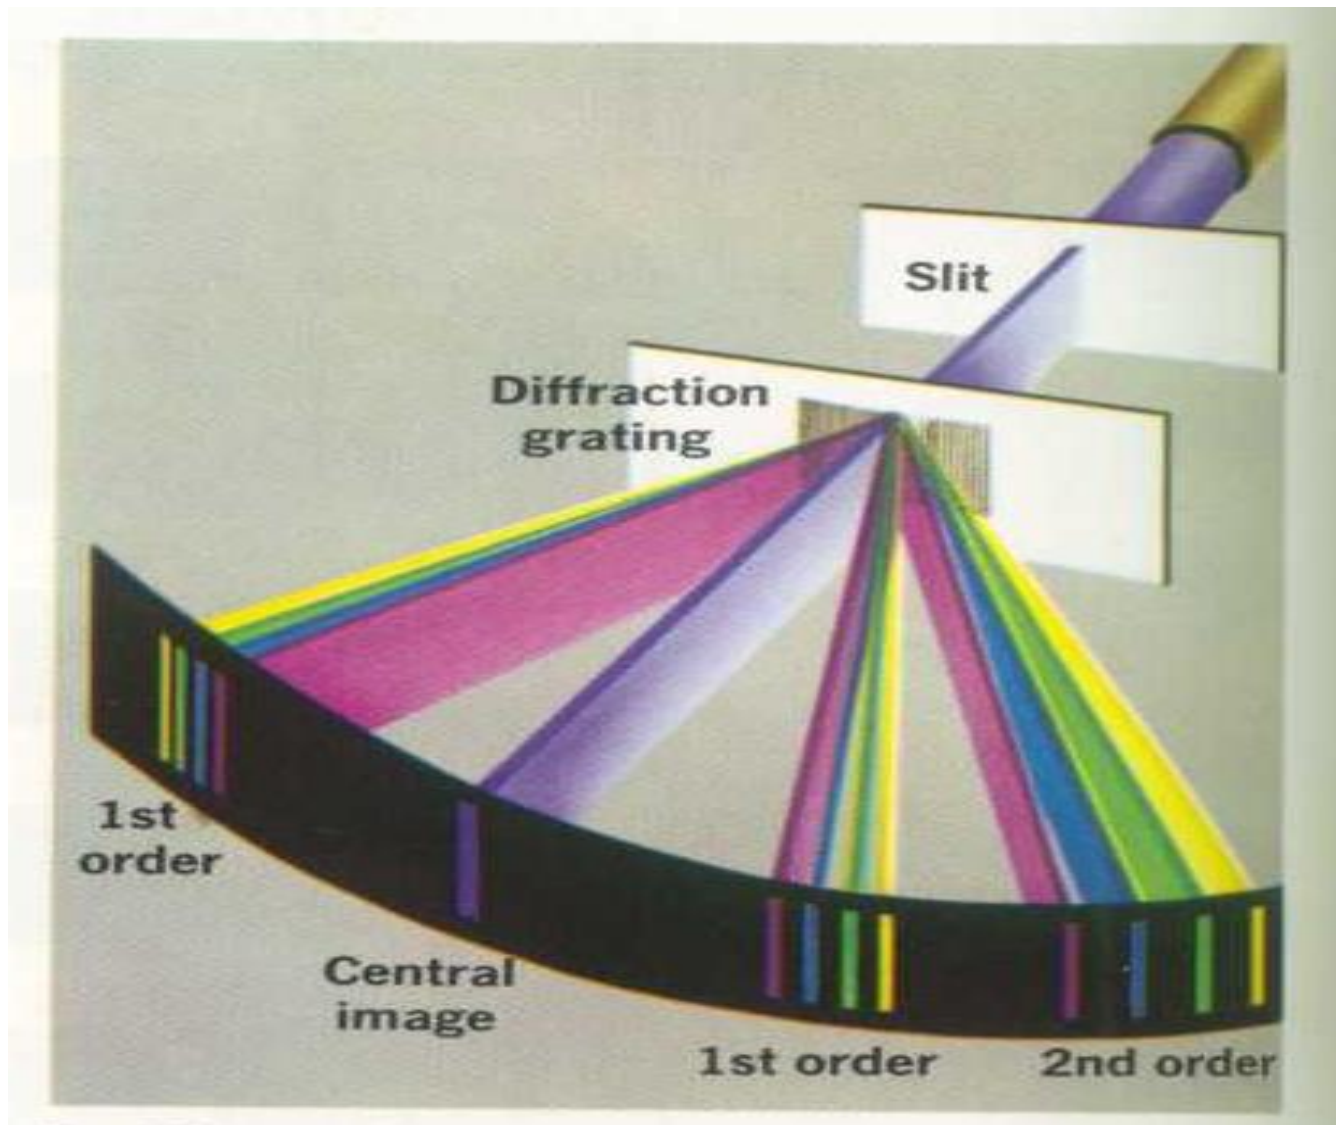 Slit
Diffraction
grating
1st
order
Central
image
1st order
2nd order